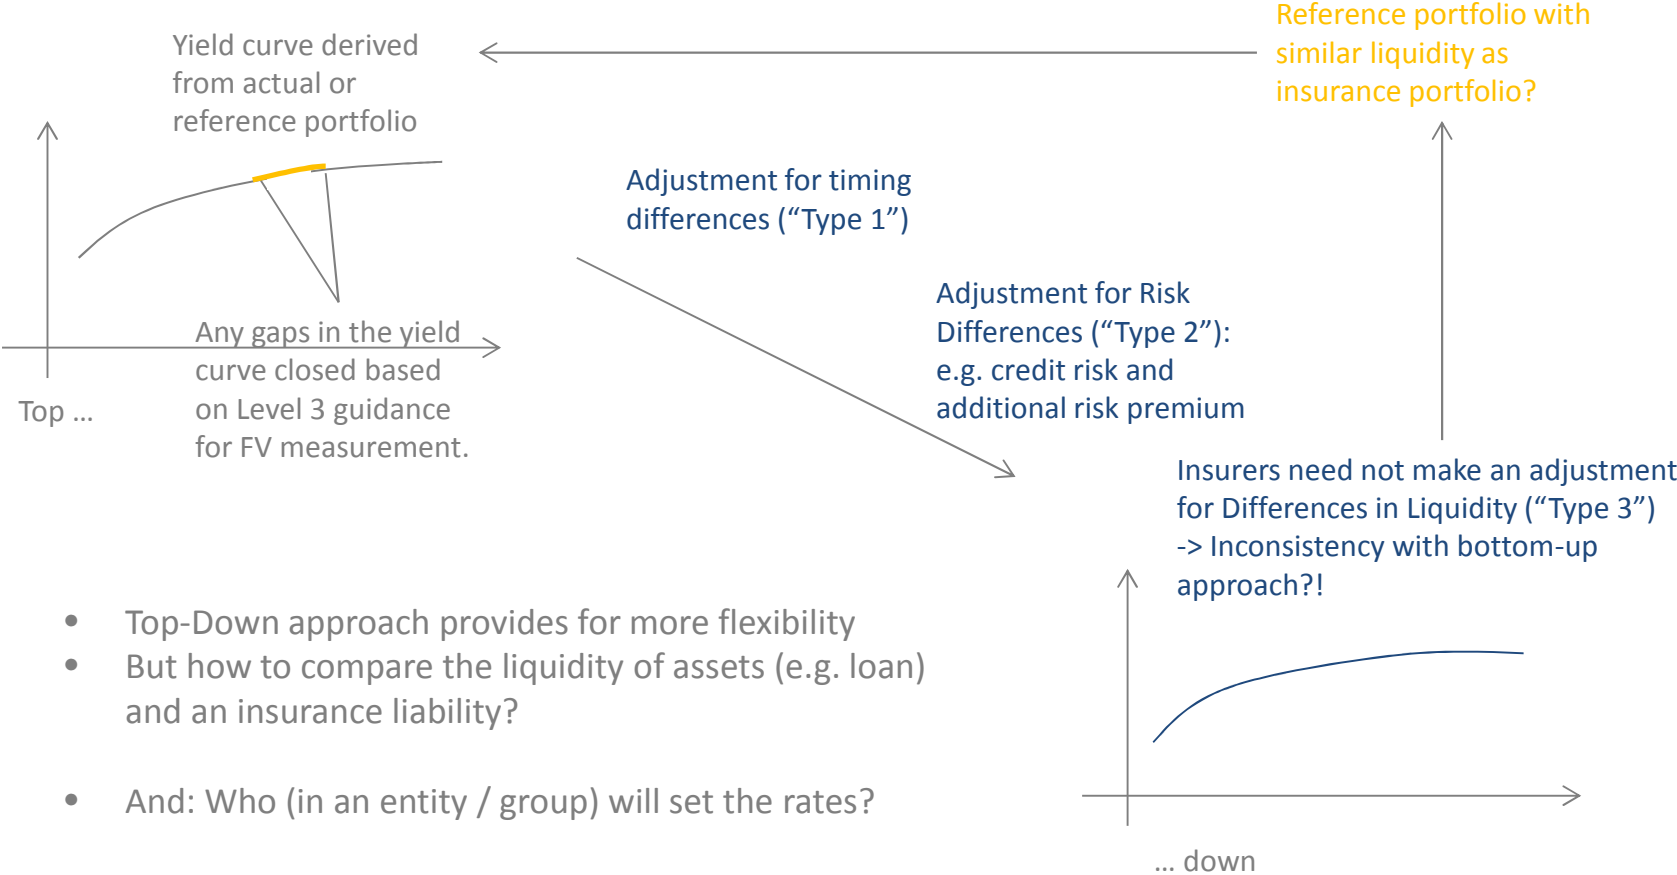 Reference portfolio with
similar liquidity as
insurance portfolio?
Yield curve derived
from actual or
reference portfolio
Adjustment for timing
differences (“Type 1”)
Adjustment for Risk
Differences (“Type 2”):
e.g. credit risk and
additional risk premium
Any gaps in the yield
curve closed based
on Level 3 guidance
for FV measurement.
Top ...
Insurers need not make an adjustment
for Differences in Liquidity (“Type 3”)
-> Inconsistency with bottom-up
approach?!
• Top-Down approach provides for more flexibility
• But how to compare the liquidity of assets (e.g. loan)
and an insurance liability?
• And: Who (in an entity / group) will set the rates?
... down